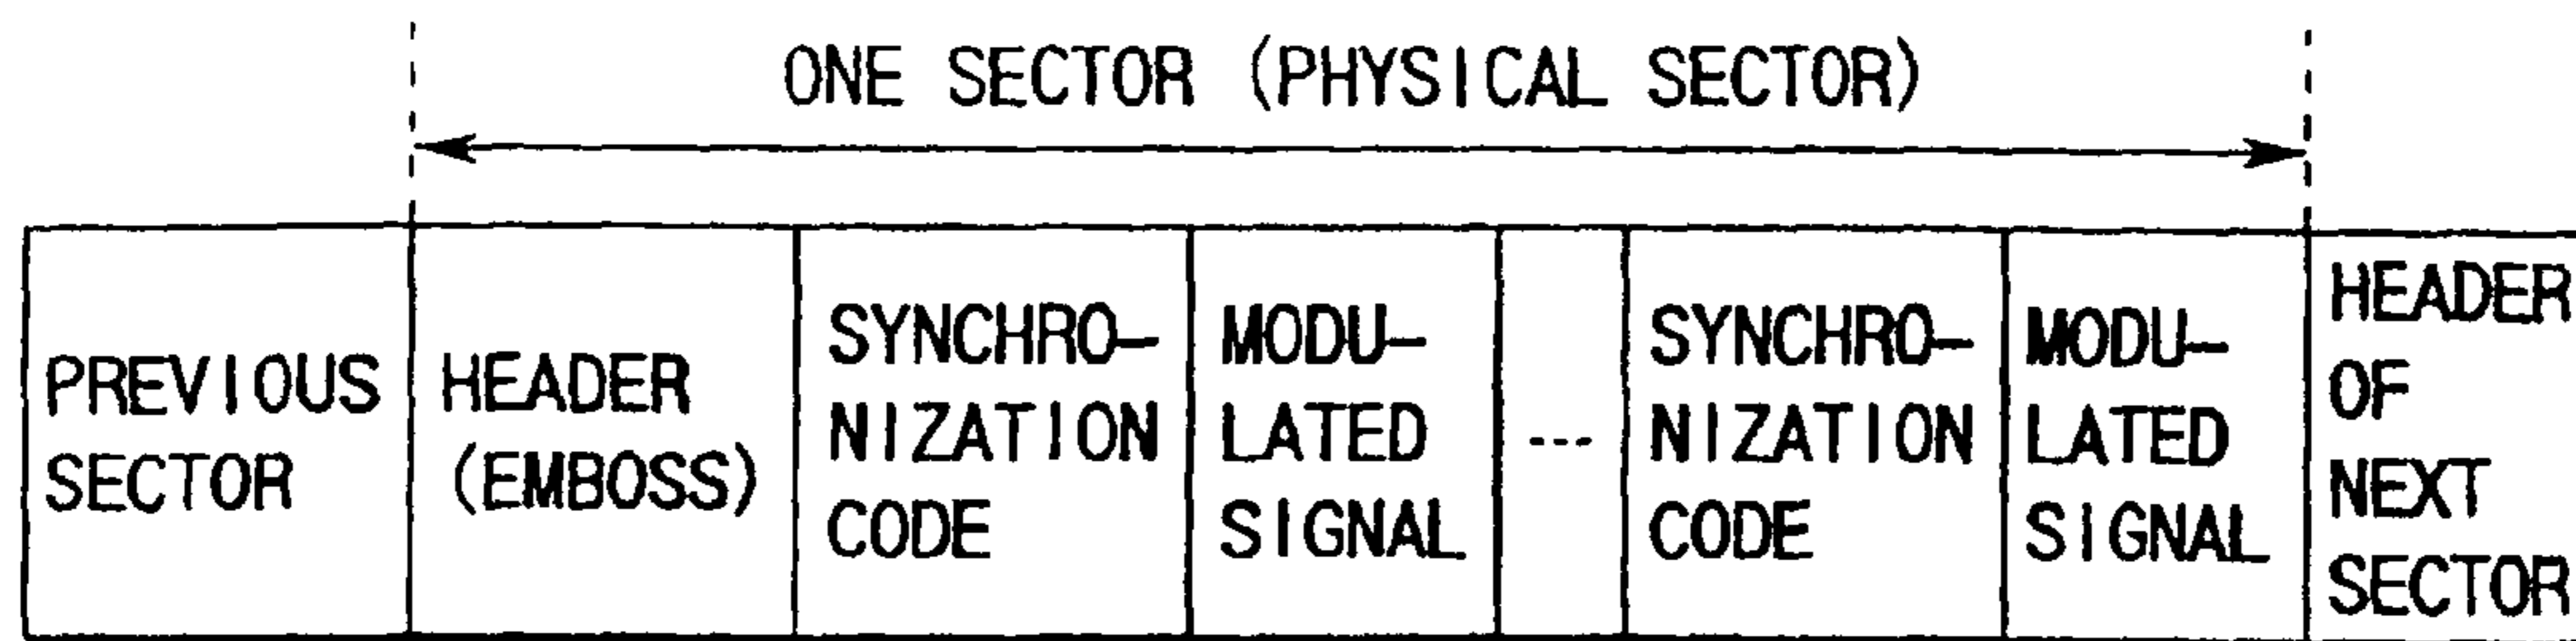 ONE SECTOR (PHYSICAL SECTOR)
PREVIOUS
SECTOR
HEADER
(EMBOSS)
SYNCHRO–
NIZATION
CODE
MODU–
LATED
SIGNAL
---
SYNCHRO–
NIZATION
CODE
MODU–
LATED
SIGNAL
HEADER
OF
NEXT
SECTOR